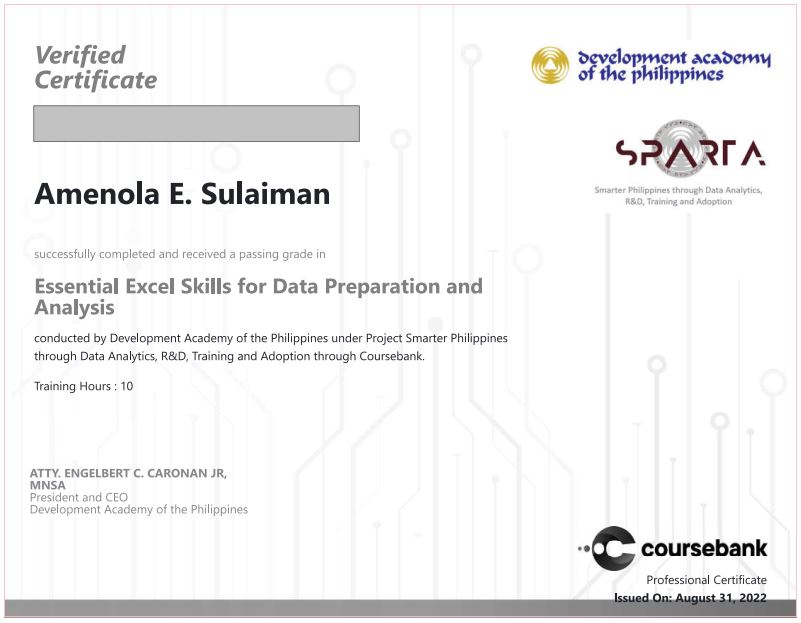 Verified
Certificate
development academy
of the philippines
SPARTA
Smarter Philippines through Data Analytics,
R&D, Training and Adoption
Amenola E. Sulaiman
successfully completed and received a passing grade in
Essential Excel Skills for Data Preparation and
Analysis
conducted by Development Academy of the Philippines under Project Smarter Philippines
through Data Analytics, R&D, Training and Adoption through Coursebank.
Training Hours : 10
ATTY. ENGELBERT C. CARONAN JR,
MNSA
President and CEO
Development Academy of the Philippines
coursebank
Professional Certificate
Issued On: August 31, 2022